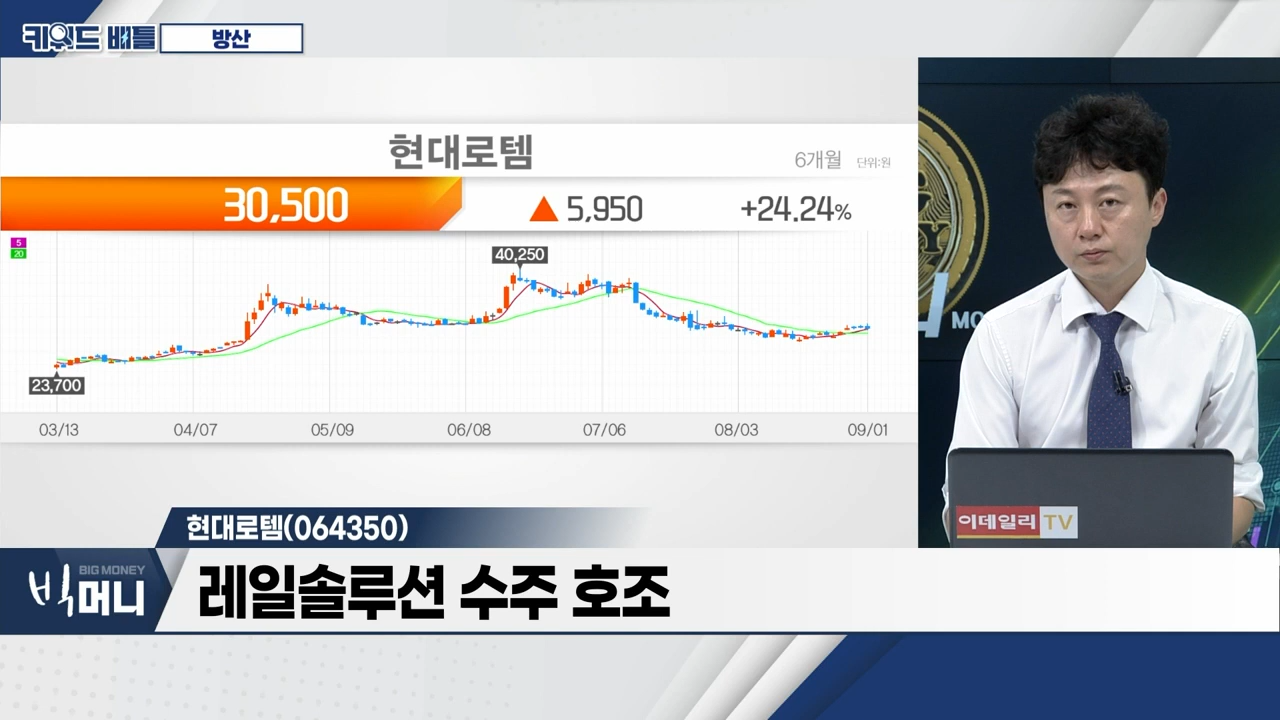 키워드 배틀
방산
현대로템
6개월 단위:원
30,500 ▲ 5,950 +24.24%
5
20
40,250
23,700
03/13 04/07 05/09 06/08 07/06 08/03 09/01
MO
이데일리 TV
현대로템(064350)
BIG MONEY
빅머니
레일솔루션 수주 호조